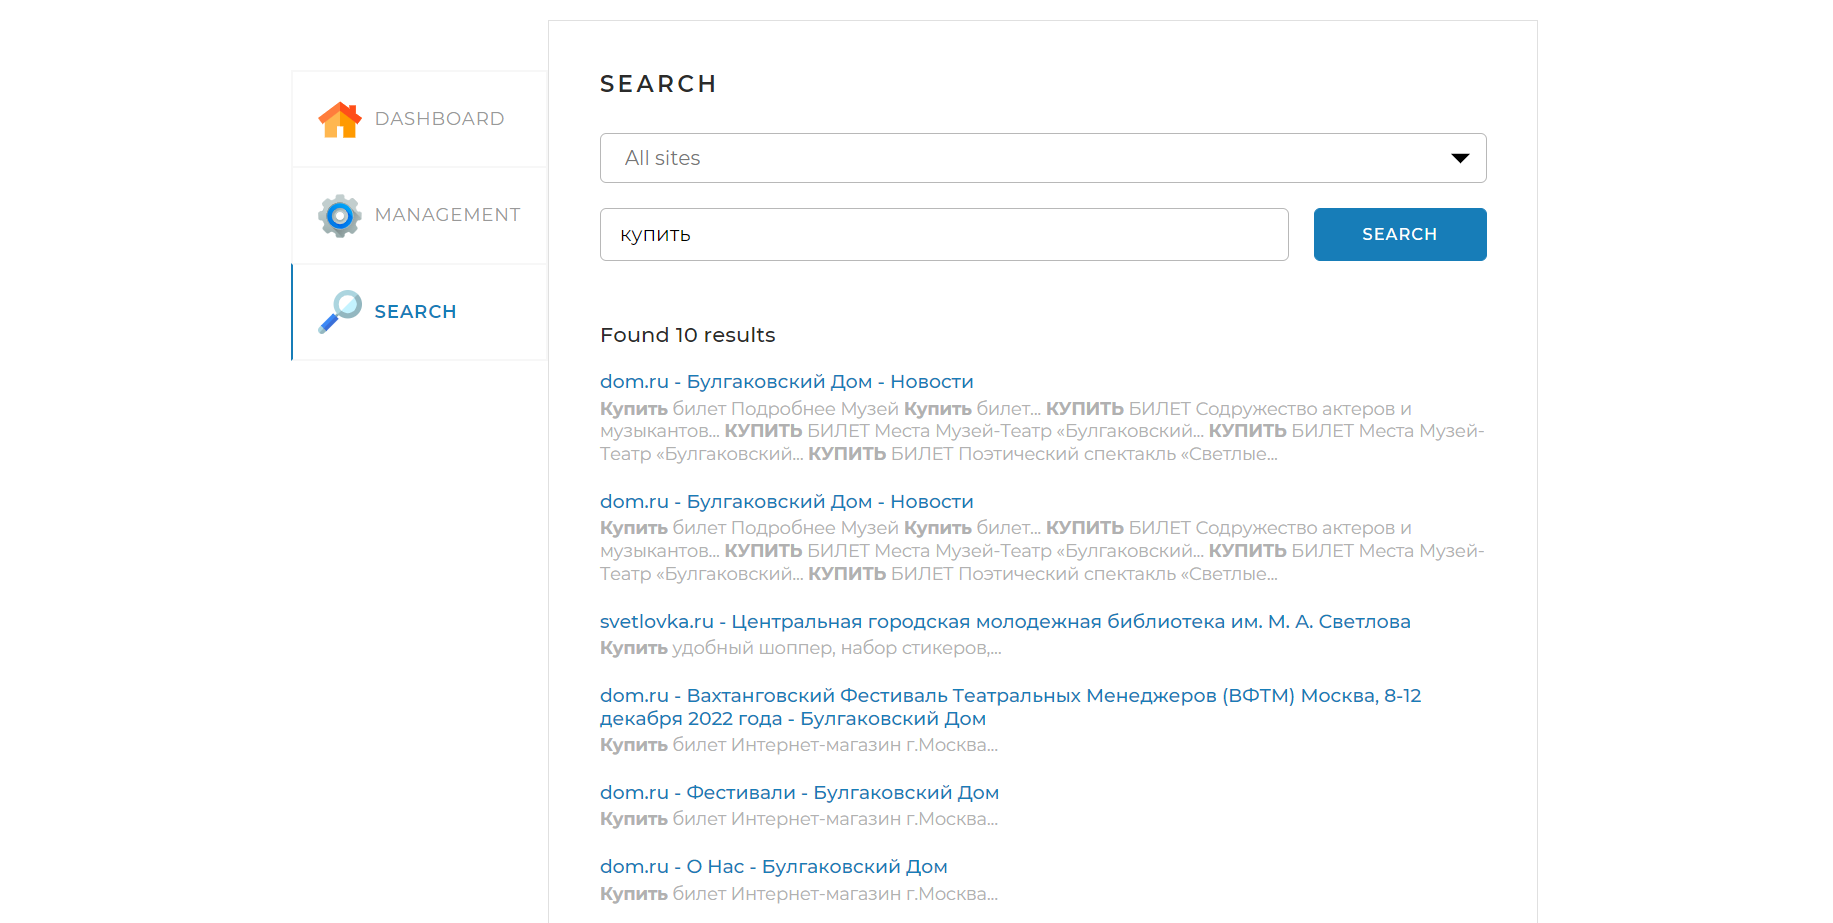 SEARCH
DASHBOARD
MANAGEMENT
SEARCH
All sites
купить
SEARCH
Found 10 results
dom.ru - Булгаковский Дом - Новости
Купить билет Подробнее Музей Купить билет... КУПИТЬ БИЛЕТ Содружество актеров и
музыкантов... КУПИТЬ БИЛЕТ Места Музей-Театр «Булгаковский... КУПИТЬ БИЛЕТ Места Музей-
Театр «Булгаковский... КУПИТЬ БИЛЕТ Поэтический спектакль «Светлые...
dom.ru - Булгаковский Дом - Новости
Купить билет Подробнее Музей Купить билет... КУПИТЬ БИЛЕТ Содружество актеров и
музыкантов... КУПИТЬ БИЛЕТ Места Музей-Театр «Булгаковский... КУПИТЬ БИЛЕТ Места Музей-
Театр «Булгаковский... КУПИТЬ БИЛЕТ Поэтический спектакль «Светлые...
svetlovka.ru - Центральная городская молодежная библиотека им. М. А. Светлова
Купить удобный шоппер, набор стикеров,...
dom.ru - Вахтанговский Фестиваль Театральных Менеджеров (ВФТМ) Москва, 8-12
декабря 2022 года - Булгаковский Дом
Купить билет Интернет-магазин г.Москва...
dom.ru - Фестивали - Булгаковский Дом
Купить билет Интернет-магазин г.Москва...
dom.ru - О Нас - Булгаковский Дом
Купить билет Интернет-магазин г.Москва...